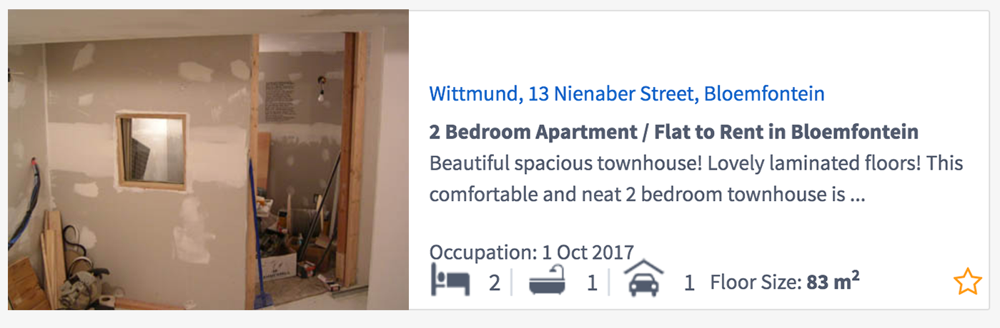 Wittmund, 13 Nienaber Street, Bloemfontein
2 Bedroom Apartment / Flat to Rent in Bloemfontein
Beautiful spacious townhouse! Lovely laminated floors! This
comfortable and neat 2 bedroom townhouse is ...
Occupation: 1 Oct 2017
2 1 1 Floor Size: 83 m²